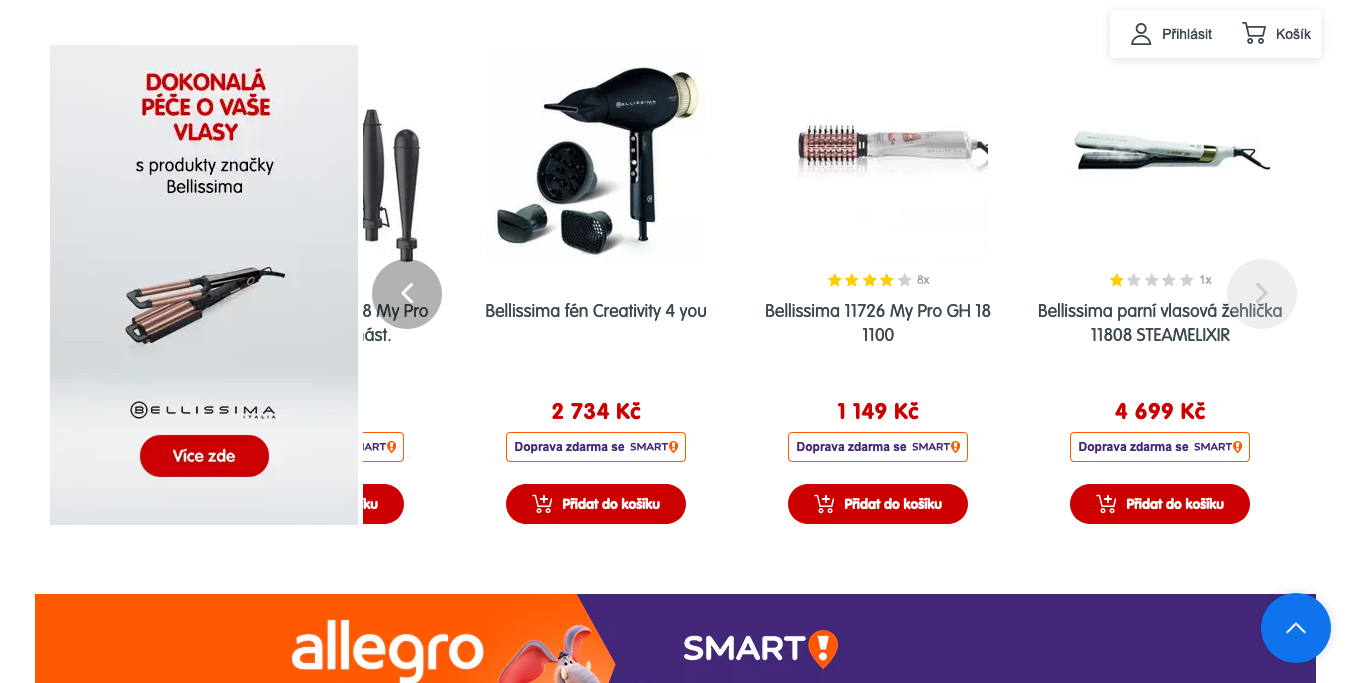 Přihlásit
Košík
DOKONALÁ
PÉČE O VAŠE
VLASY
s produkty značky
Bellissima
BELLISSIMA
ITALIA
Více zde
8 My Pro
nást.
SMART!
ku
BELLISSIMA
Bellissima fén Creativity 4 you
2 734 Kč
Doprava zdarma se SMART!
Přidat do košíku
8x
Bellissima 11726 My Pro GH 18
1100
1 149 Kč
Doprava zdarma se SMART!
Přidat do košíku
1x
Bellissima parní vlasová žehlička
11808 STEAMELIXIR
4 699 Kč
Doprava zdarma se SMART!
Přidat do košíku
allegro
SMART!